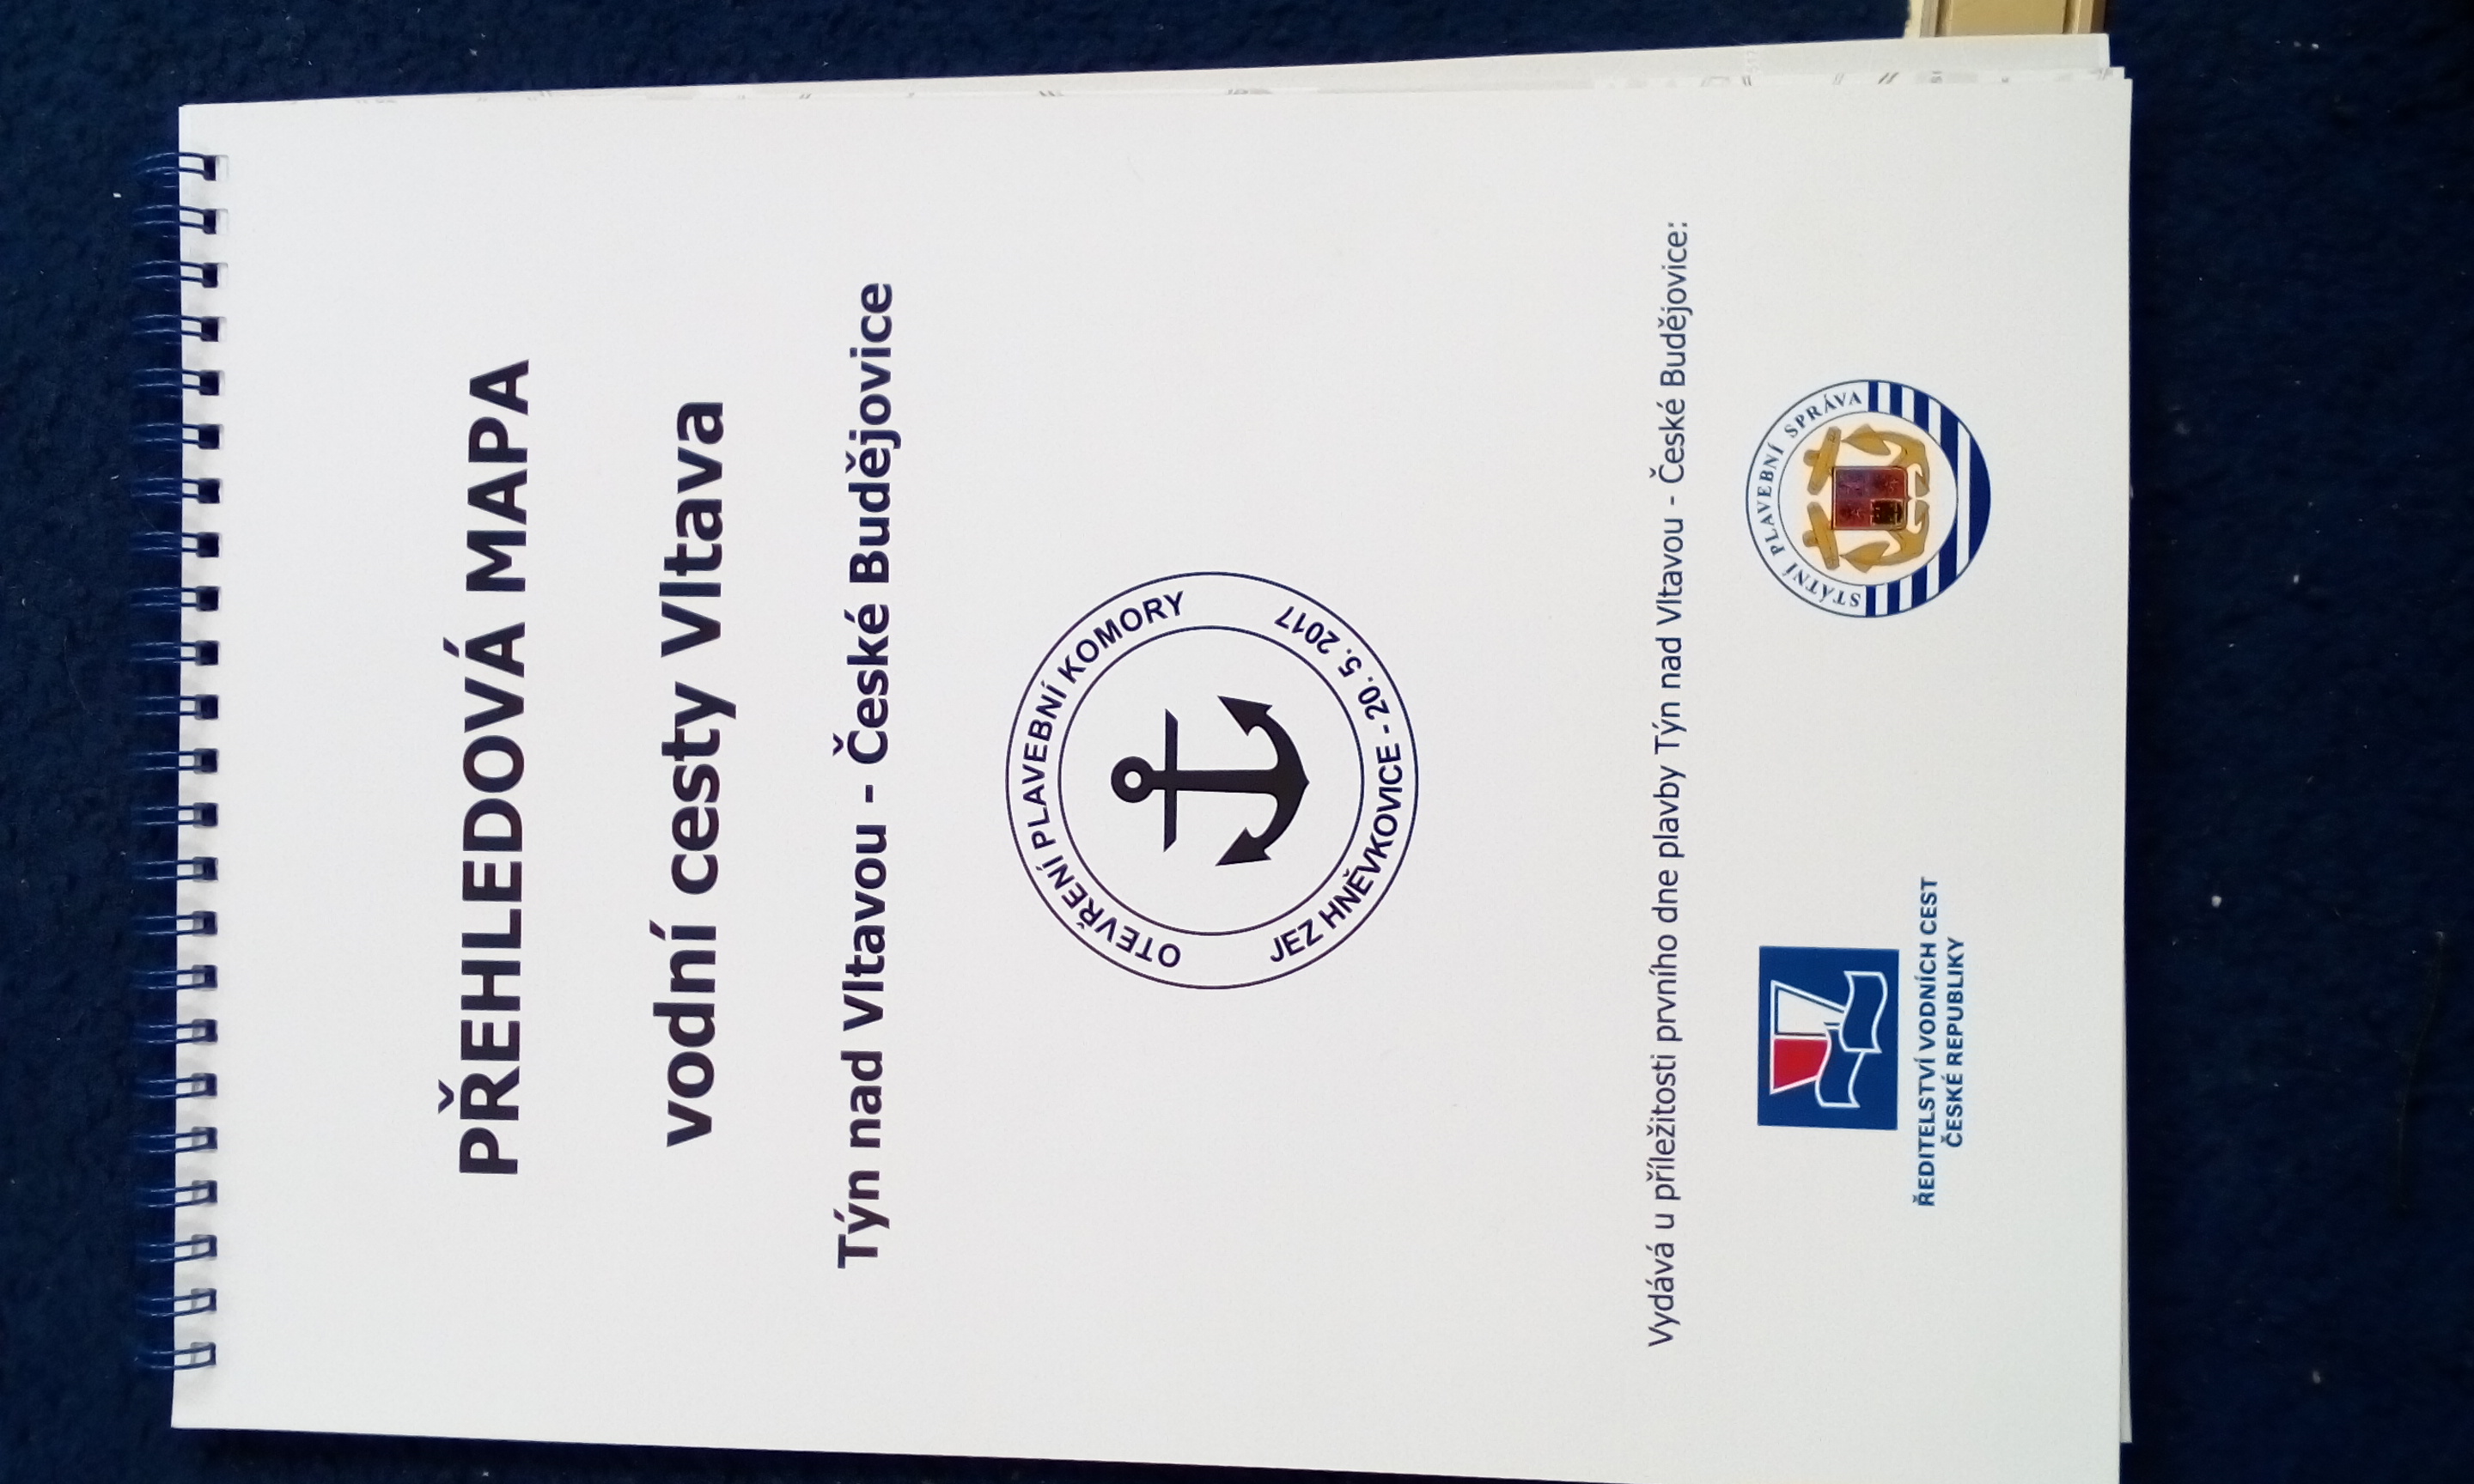 PŘEHLEDOVÁ MAPA
vodní cesty Vltava
Týn nad Vltavou - České Budějovice
OTEVŘENÍ PLAVEBNÍ KOMORY
JEZ HNĚVKOVICE - 20. 5. 2017
Vydává u příležitosti prvního dne plavby Týn nad Vltavou - České Budějovice:
ŘEDITELSTVÍ VODNÍCH CEST
ČESKÉ REPUBLIKY
STÁTNÍ PLAVEBNÍ SPRÁVA